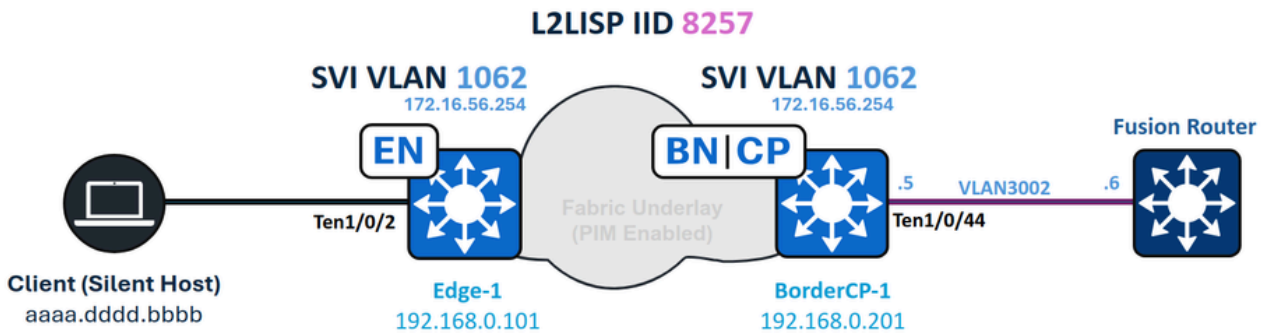 L2LISP IID 8257
SVI VLAN 1062
172.16.56.254
SVI VLAN 1062
172.16.56.254
Fusion Router
EN
BN|CP
.5
VLAN3002
.6
Ten1/0/2
Fabric Underlay
(PIM Enabled)
Ten1/0/44
Client (Silent Host)
aaaa.dddd.bbbb
Edge-1
192.168.0.101
BorderCP-1
192.168.0.201